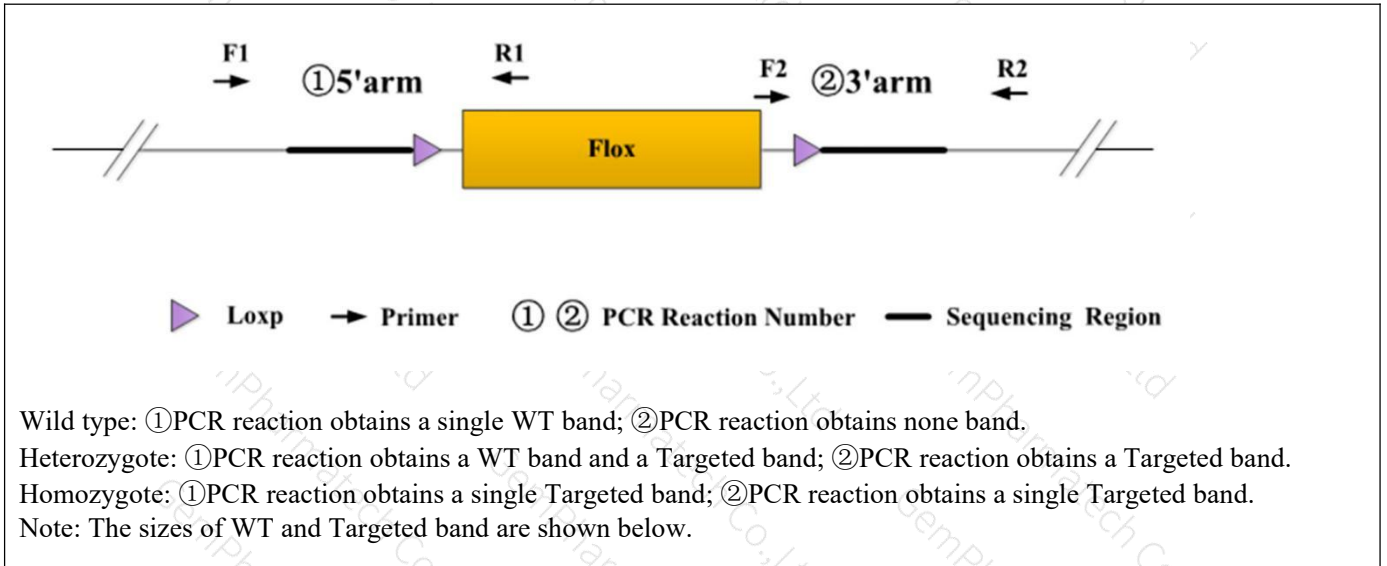 F1
R1
F2
R2
①5'arm
②3'arm
Flox
Loxp
Primer
① ② PCR Reaction Number
Sequencing Region
Wild type: ①PCR reaction obtains a single WT band; ②PCR reaction obtains none band.
Heterozygote: ①PCR reaction obtains a WT band and a Targeted band; ②PCR reaction obtains a Targeted band.
Homozygote: ①PCR reaction obtains a single Targeted band; ②PCR reaction obtains a single Targeted band.
Note: The sizes of WT and Targeted band are shown below.